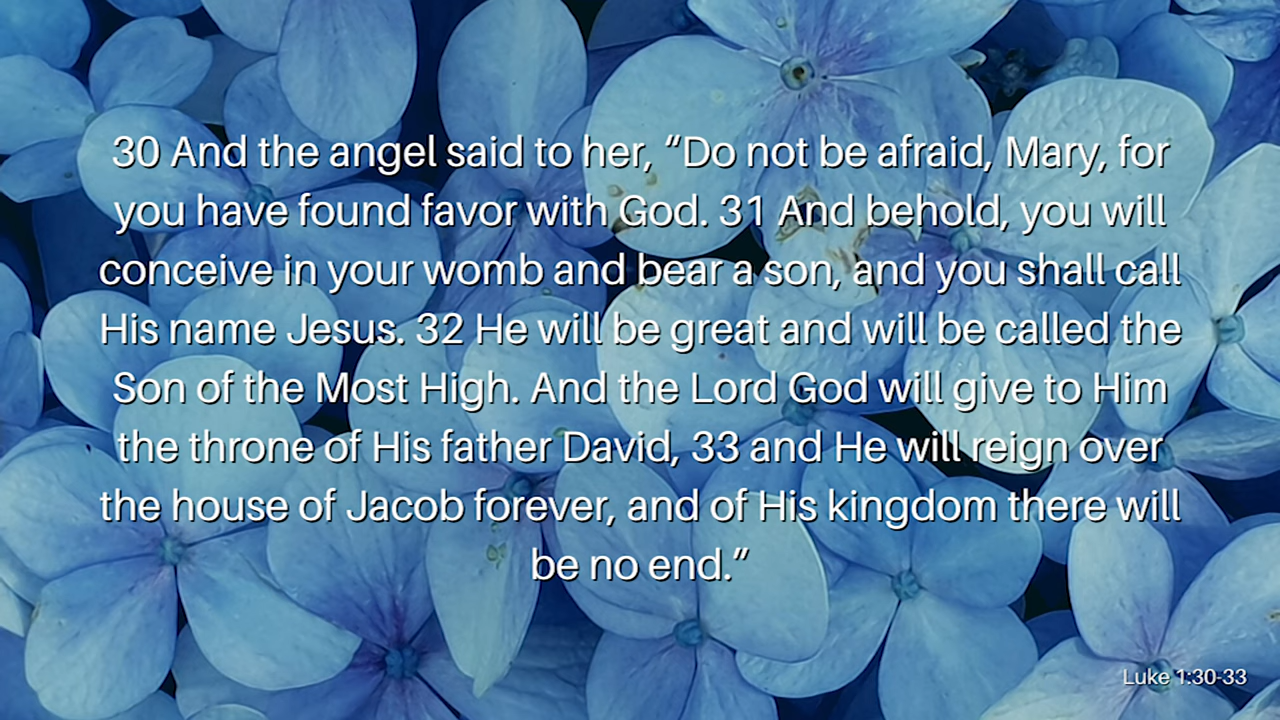 30 And the angel said to her, “Do not be afraid, Mary, for
you have found favor with God. 31 And behold, you will
conceive in your womb and bear a son, and you shall call
His name Jesus. 32 He will be great and will be called the
Son of the Most High. And the Lord God will give to Him
the throne of His father David, 33 and He will reign over
the house of Jacob forever, and of His kingdom there will
be no end.”
Luke 1:30-33